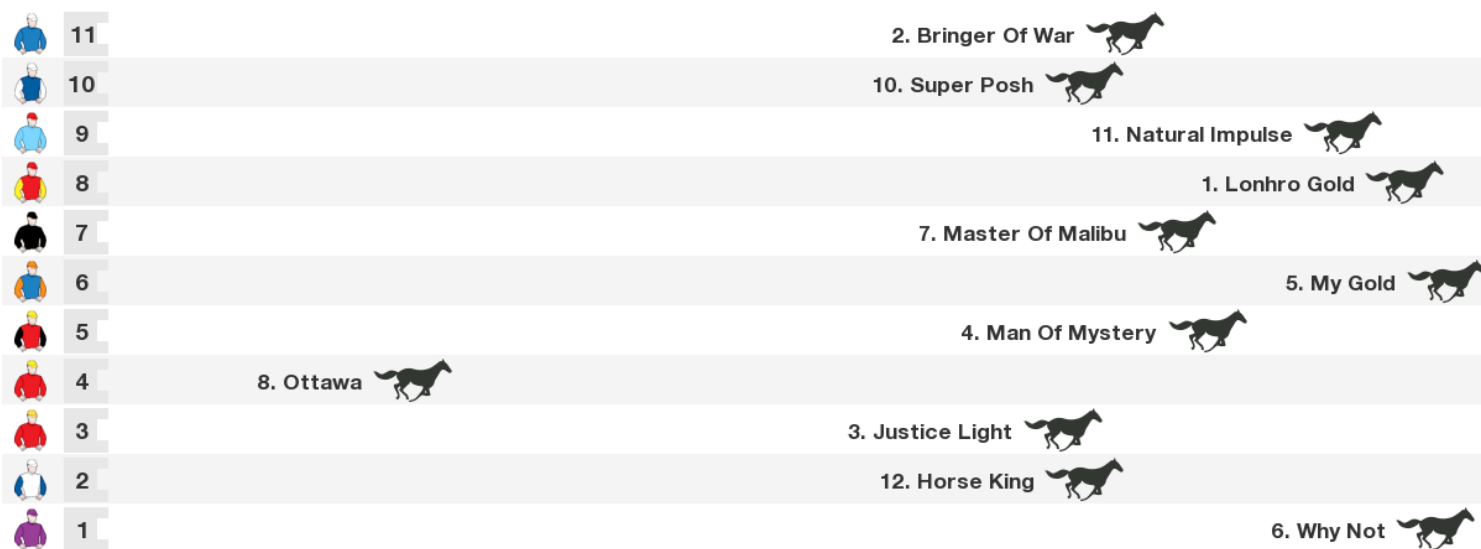 11 2. Bringer Of War
10 10. Super Posh
9 11. Natural Impulse
8 1. Lonhro Gold
7 7. Master Of Malibu
6 5. My Gold
5 4. Man Of Mystery
4 8. Ottawa
3 3. Justice Light
2 12. Horse King
1 6. Why Not